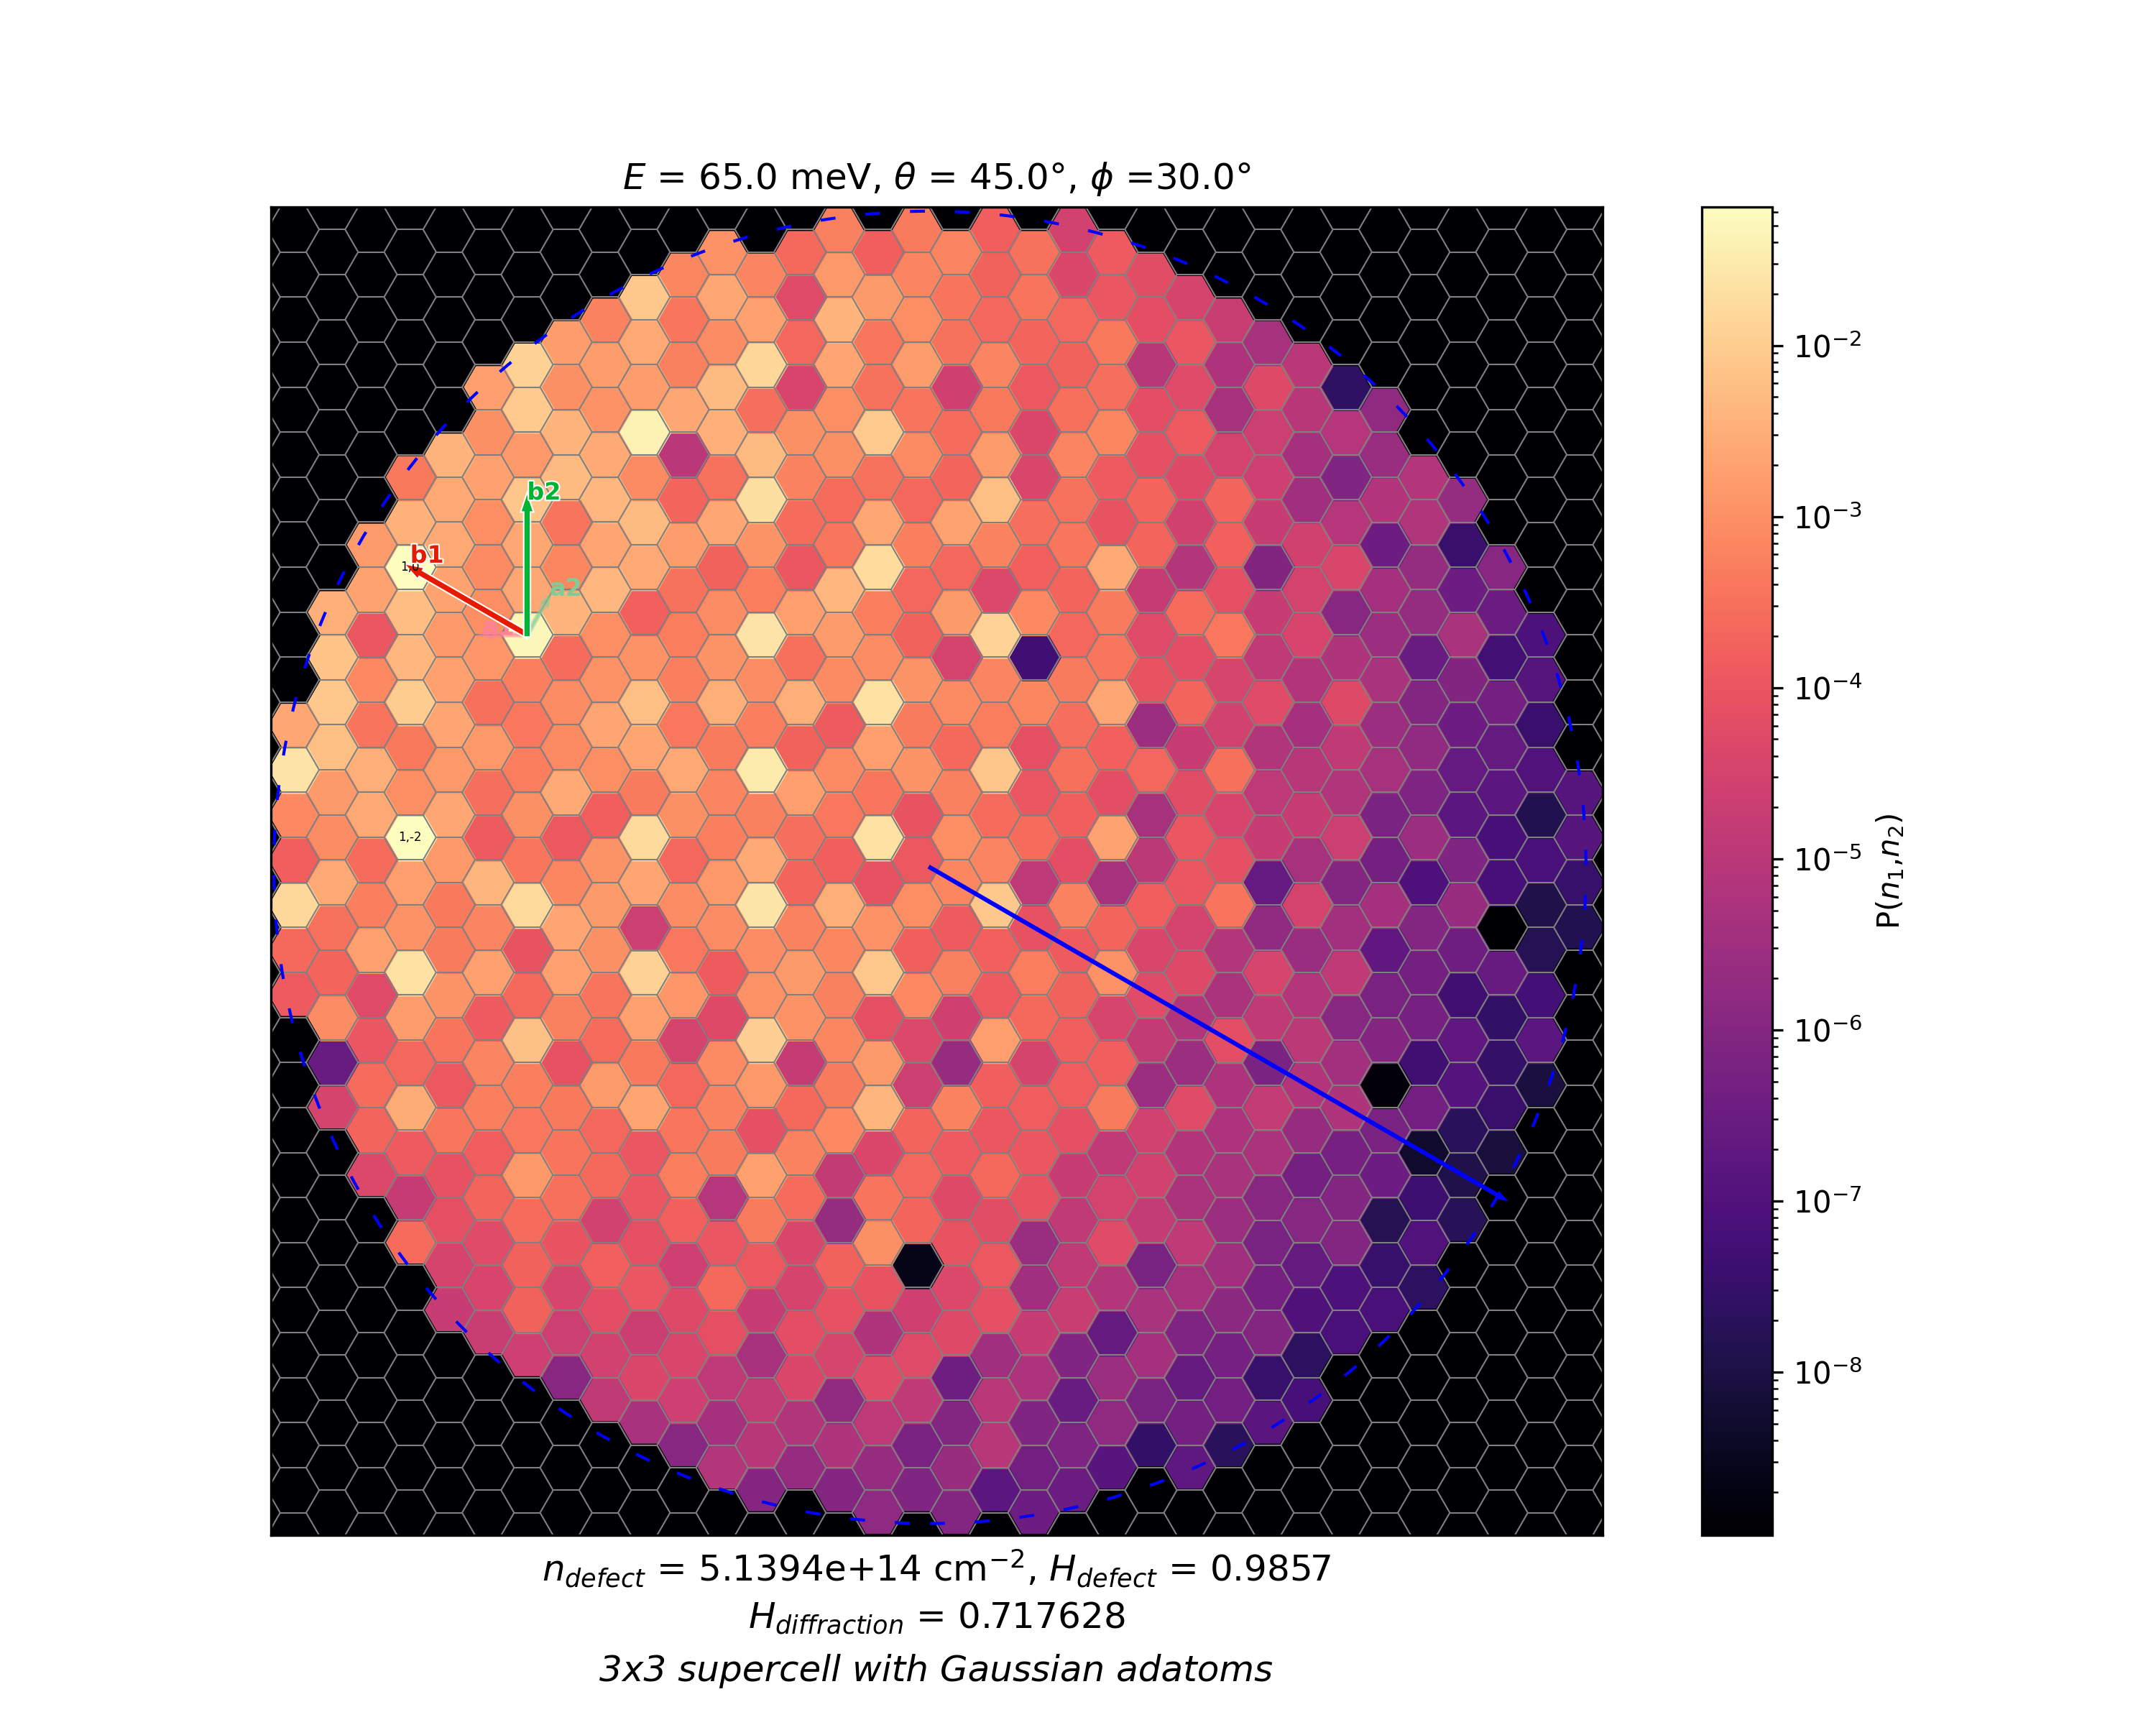 E = 65.0 meV, θ = 45.0°, ϕ =30.0°
b2
b1
1,0
a2
1,-2
10⁻²
10⁻³
10⁻⁴
10⁻⁵
10⁻⁶
10⁻⁷
10⁻⁸
P(n₁,n₂)
n_defect = 5.1394e+14 cm⁻², H_defect = 0.9857
H_diffraction = 0.717628
3x3 supercell with Gaussian adatoms